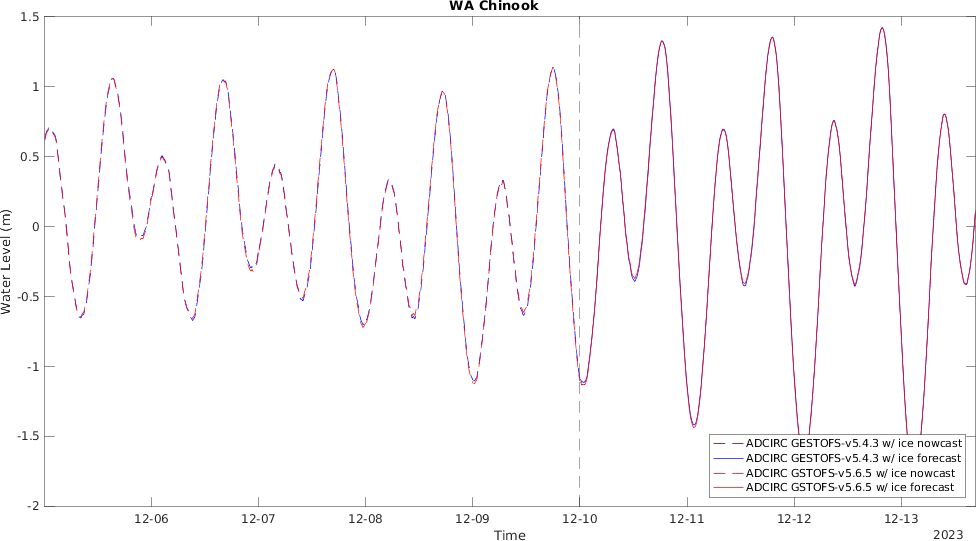 WA Chinook
1.5
1
0.5
0
-0.5
-1
-1.5
-2
Water Level (m)
ADCIRC GESTOFS-v5.4.3 w/ ice nowcast
ADCIRC GESTOFS-v5.4.3 w/ ice forecast
ADCIRC GSTOFS-v5.6.5 w/ ice nowcast
ADCIRC GSTOFS-v5.6.5 w/ ice forecast
12-06 12-07 12-08 12-09 12-10 12-11 12-12 12-13
Time
2023